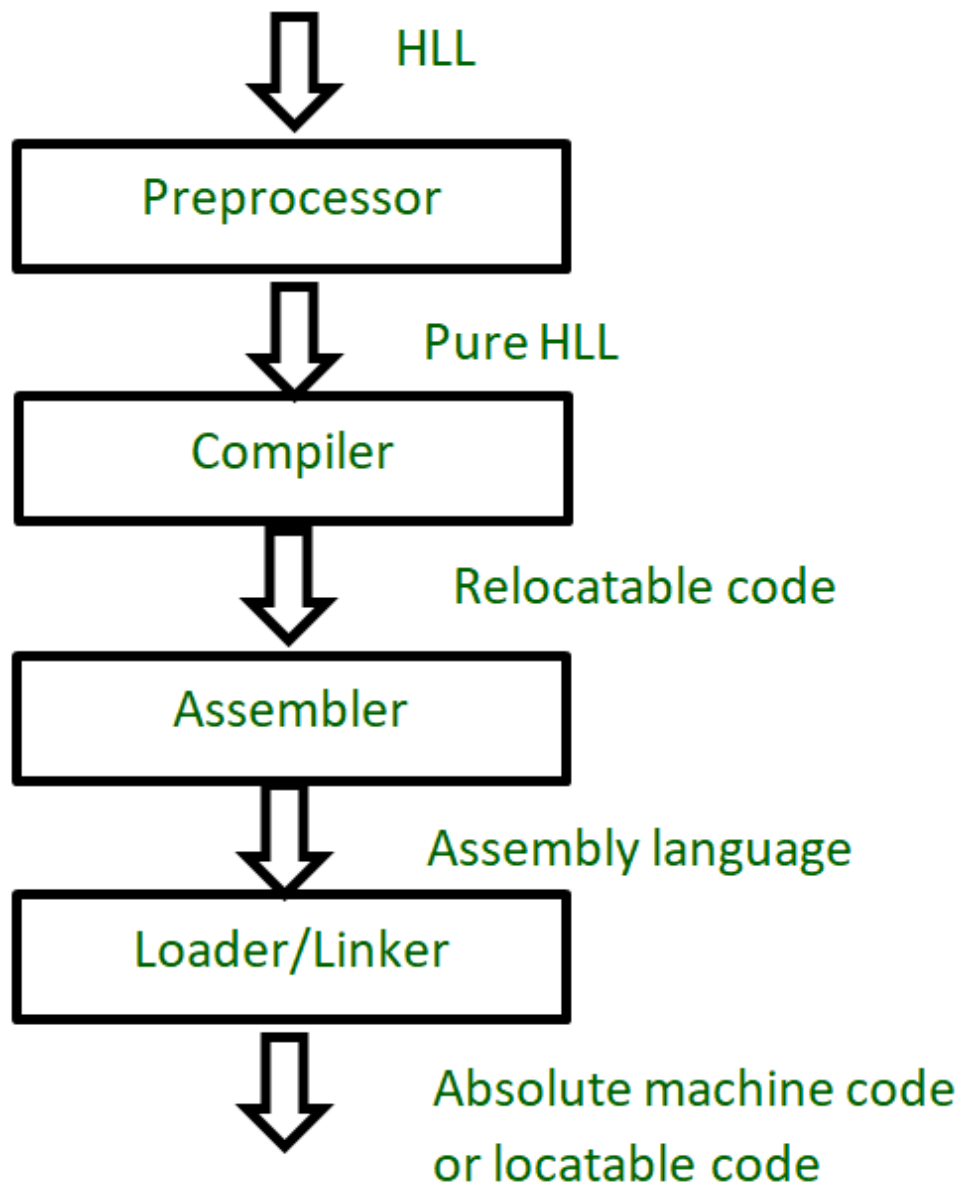 HLL
Preprocessor
Pure HLL
Compiler
Relocatable code
Assembler
Assembly language
Loader/Linker
Absolute machine code
or locatable code